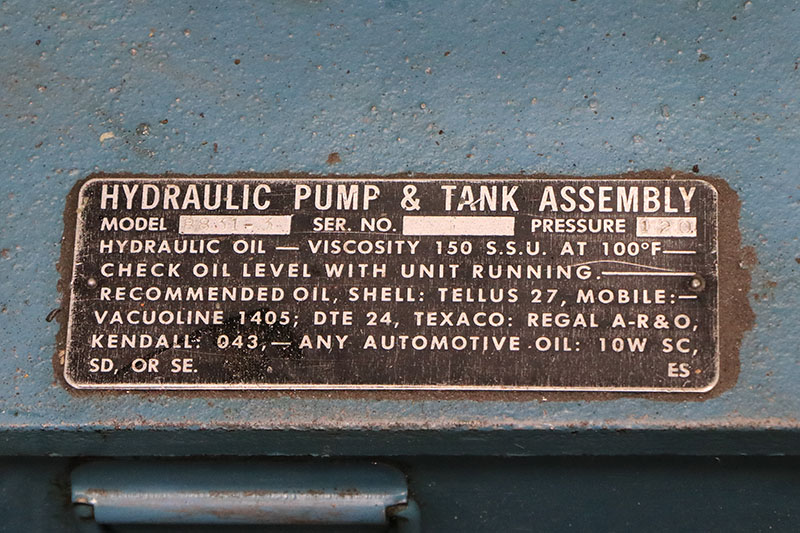 HYDRAULIC PUMP & TANK ASSEMBLY
MODEL SER. NO. PRESSURE 120
HYDRAULIC OIL — VISCOSITY 150 S.S.U. AT 100°F—
CHECK OIL LEVEL WITH UNIT RUNNING.—
RECOMMENDED OIL, SHELL: TELLUS 27, MOBILE:—
VACUOLINE 1405; DTE 24, TEXACO: REGAL A-R&O,
KENDALL: 043,— ANY AUTOMOTIVE OIL: 10W SC,
SD, OR SE. ES